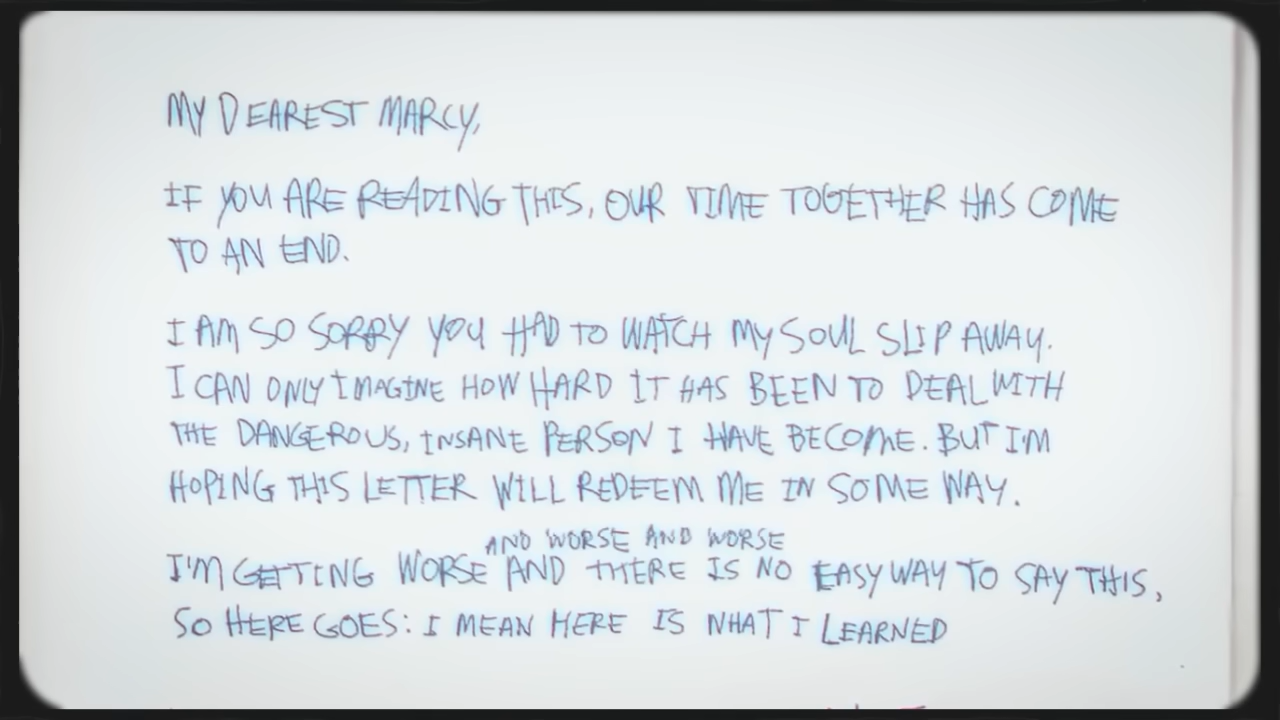 MY DEAREST MARCY,
IF YOU ARE READING THIS, OUR TIME TOGETHER HAS COME
TO AN END.
I AM SO SORRY YOU HAD TO WATCH MY SOUL SLIP AWAY.
I CAN ONLY IMAGINE HOW HARD IT HAS BEEN TO DEAL WITH
THE DANGEROUS, INSANE PERSON I HAVE BECOME. BUT I'M
HOPING THIS LETTER WILL REDEEM ME IN SOME WAY.
AND WORSE AND WORSE
I'M GETTING WORSE AND THERE IS NO EASY WAY TO SAY THIS,
SO HERE GOES: I MEAN HERE IS WHAT I LEARNED